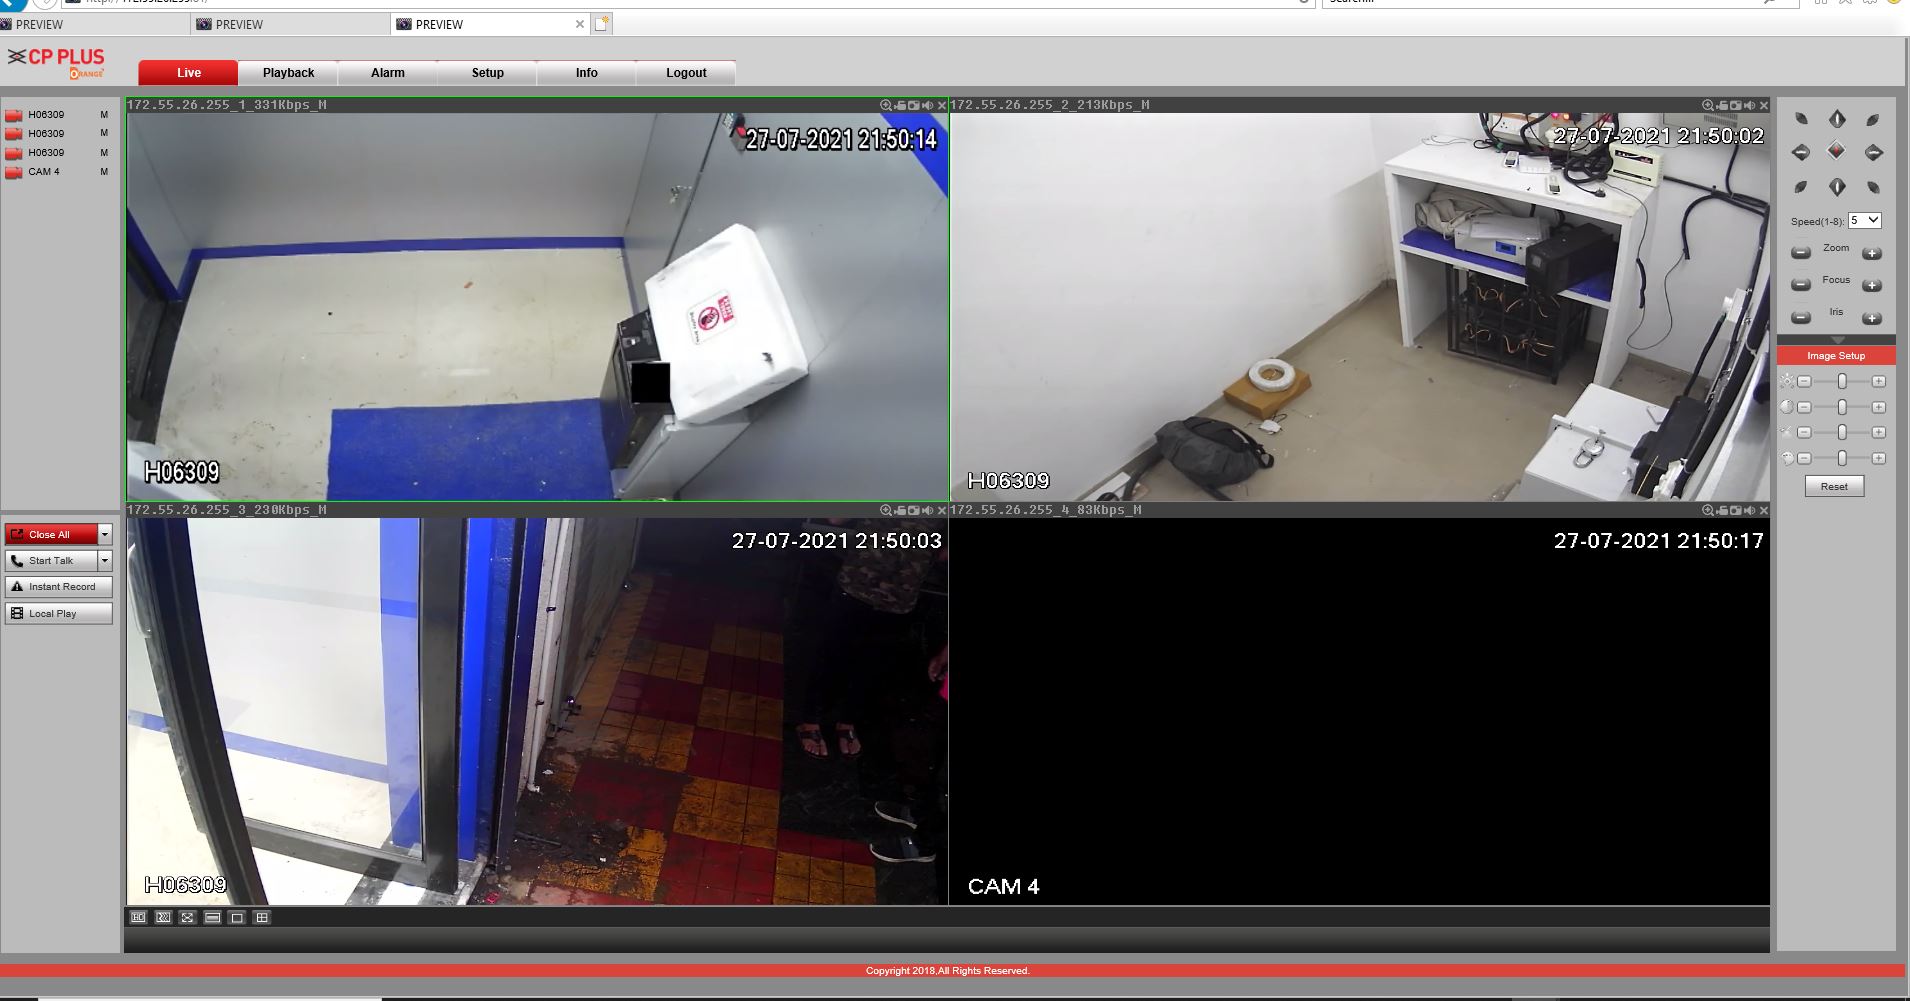 PREVIEW
PREVIEW
PREVIEW
CP PLUS
ORANGE
Live
Playback
Alarm
Setup
Info
Logout
H06309 M
H06309 M
H06309 M
CAM 4 M
172.55.26.255_1_331Kbps_M
27-07-2021 21:50:14
H06309
172.55.26.255_2_213Kbps_M
27-07-2021 21:50:02
H06309
Speed(1-8): 5
Zoom
Focus
Iris
Image Setup
Reset
Close All
Start Talk
Instant Record
Local Play
172.55.26.255_3_230Kbps_M
27-07-2021 21:50:03
H06309
172.55.26.255_4_83Kbps_M
27-07-2021 21:50:17
CAM 4
Copyright 2018,All Rights Reserved.